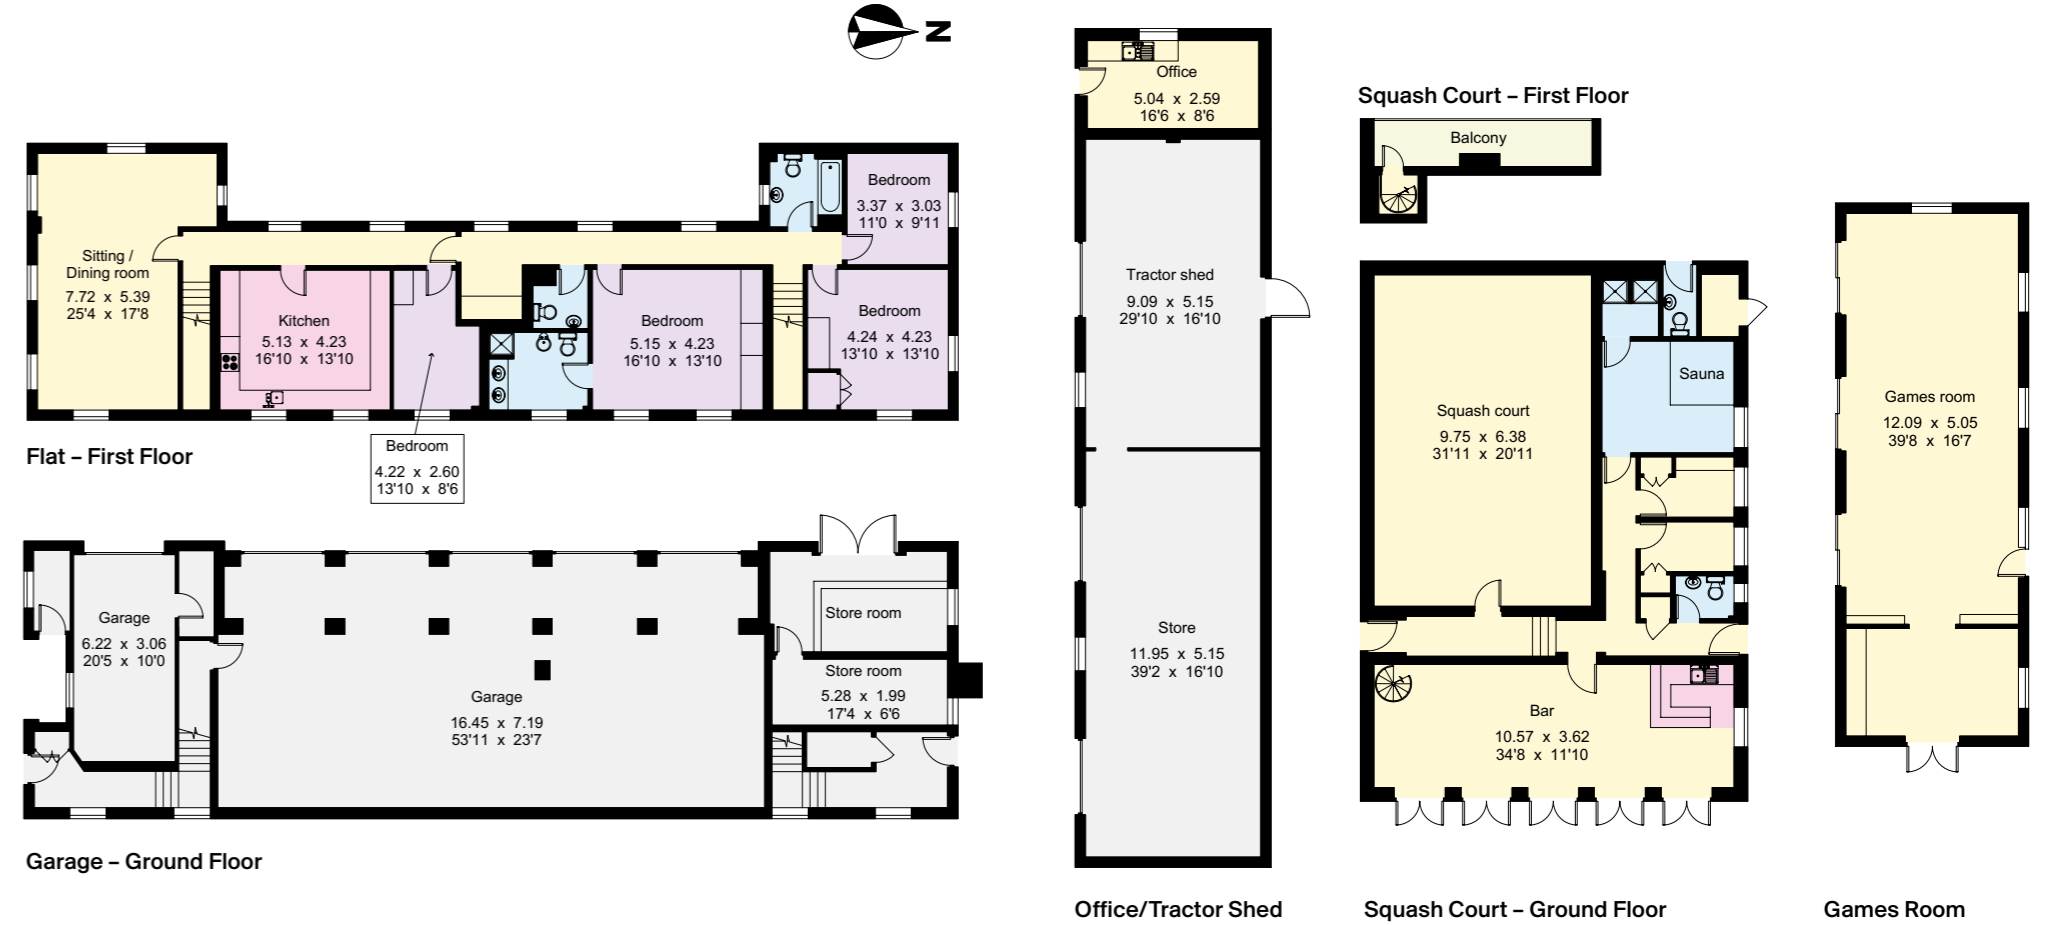 N
Sitting /
Dining room
7.72 x 5.39
25'4 x 17'8
Kitchen
5.13 x 4.23
16'10 x 13'10
Bedroom
4.22 x 2.60
13'10 x 8'6
Bedroom
5.15 x 4.23
16'10 x 13'10
Bedroom
3.37 x 3.03
11'0 x 9'11
Bedroom
4.24 x 4.23
13'10 x 13'10
Flat – First Floor
Garage
6.22 x 3.06
20'5 x 10'0
Garage
16.45 x 7.19
53'11 x 23'7
Store room
Store room
5.28 x 1.99
17'4 x 6'6
Garage – Ground Floor
Office
5.04 x 2.59
16'6 x 8'6
Tractor shed
9.09 x 5.15
29'10 x 16'10
Store
11.95 x 5.15
39'2 x 16'10
Office/Tractor Shed
Squash Court – First Floor
Balcony
Squash court
9.75 x 6.38
31'11 x 20'11
Sauna
Bar
10.57 x 3.62
34'8 x 11'10
Squash Court – Ground Floor
Games room
12.09 x 5.05
39'8 x 16'7
Games Room